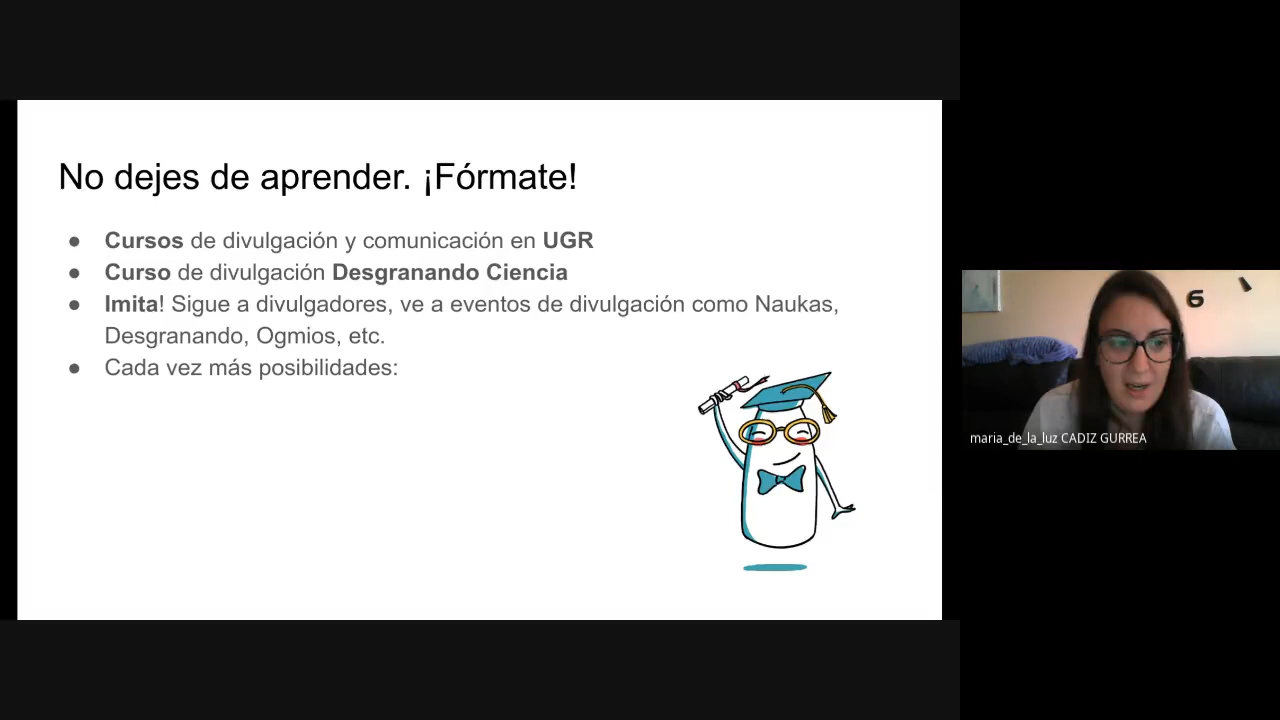 No dejes de aprender. ¡Fórmate!
● Cursos de divulgación y comunicación en UGR
● Curso de divulgación Desgranando Ciencia
● Imita! Sigue a divulgadores, ve a eventos de divulgación como Naukas,
Desgranando, Ogmios, etc.
● Cada vez más posibilidades:
6
maria_de_la_luz CADIZ GURREA